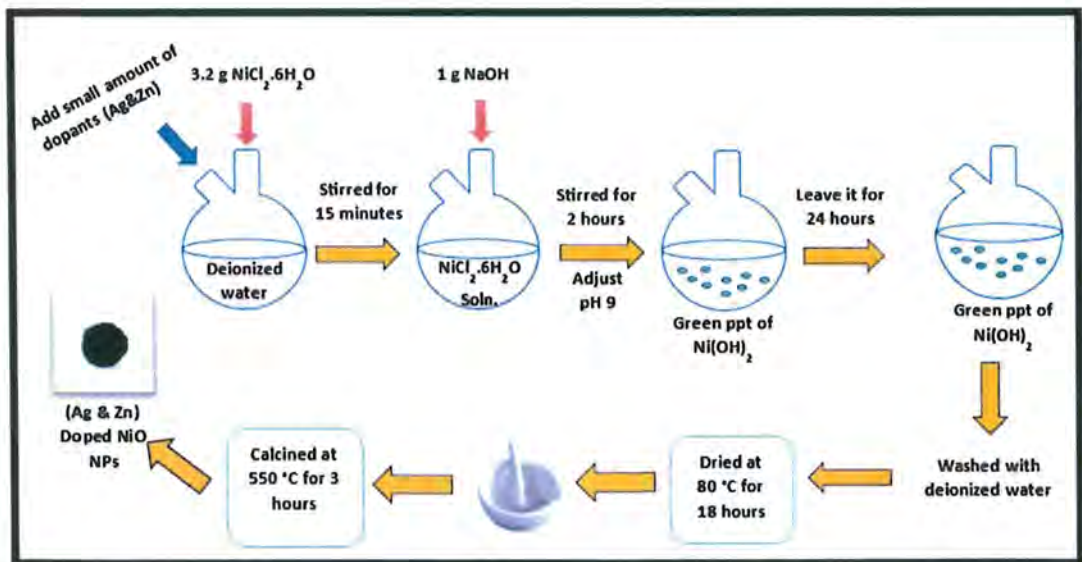 Add small amount of
dopants (Ag&Zn)
3.2 g NiCl₂.6H₂O
1 g NaOH
Deionized
water
Stirred for
15 minutes
NiCl₂.6H₂O
Soln.
Stirred for
2 hours
Adjust
pH 9
Green ppt of
Ni(OH)₂
Leave it for
24 hours
Green ppt of
Ni(OH)₂
Washed with
deionized water
Dried at
80 °C for
18 hours
Calcined at
550 °C for 3
hours
(Ag & Zn)
Doped NiO
NPs